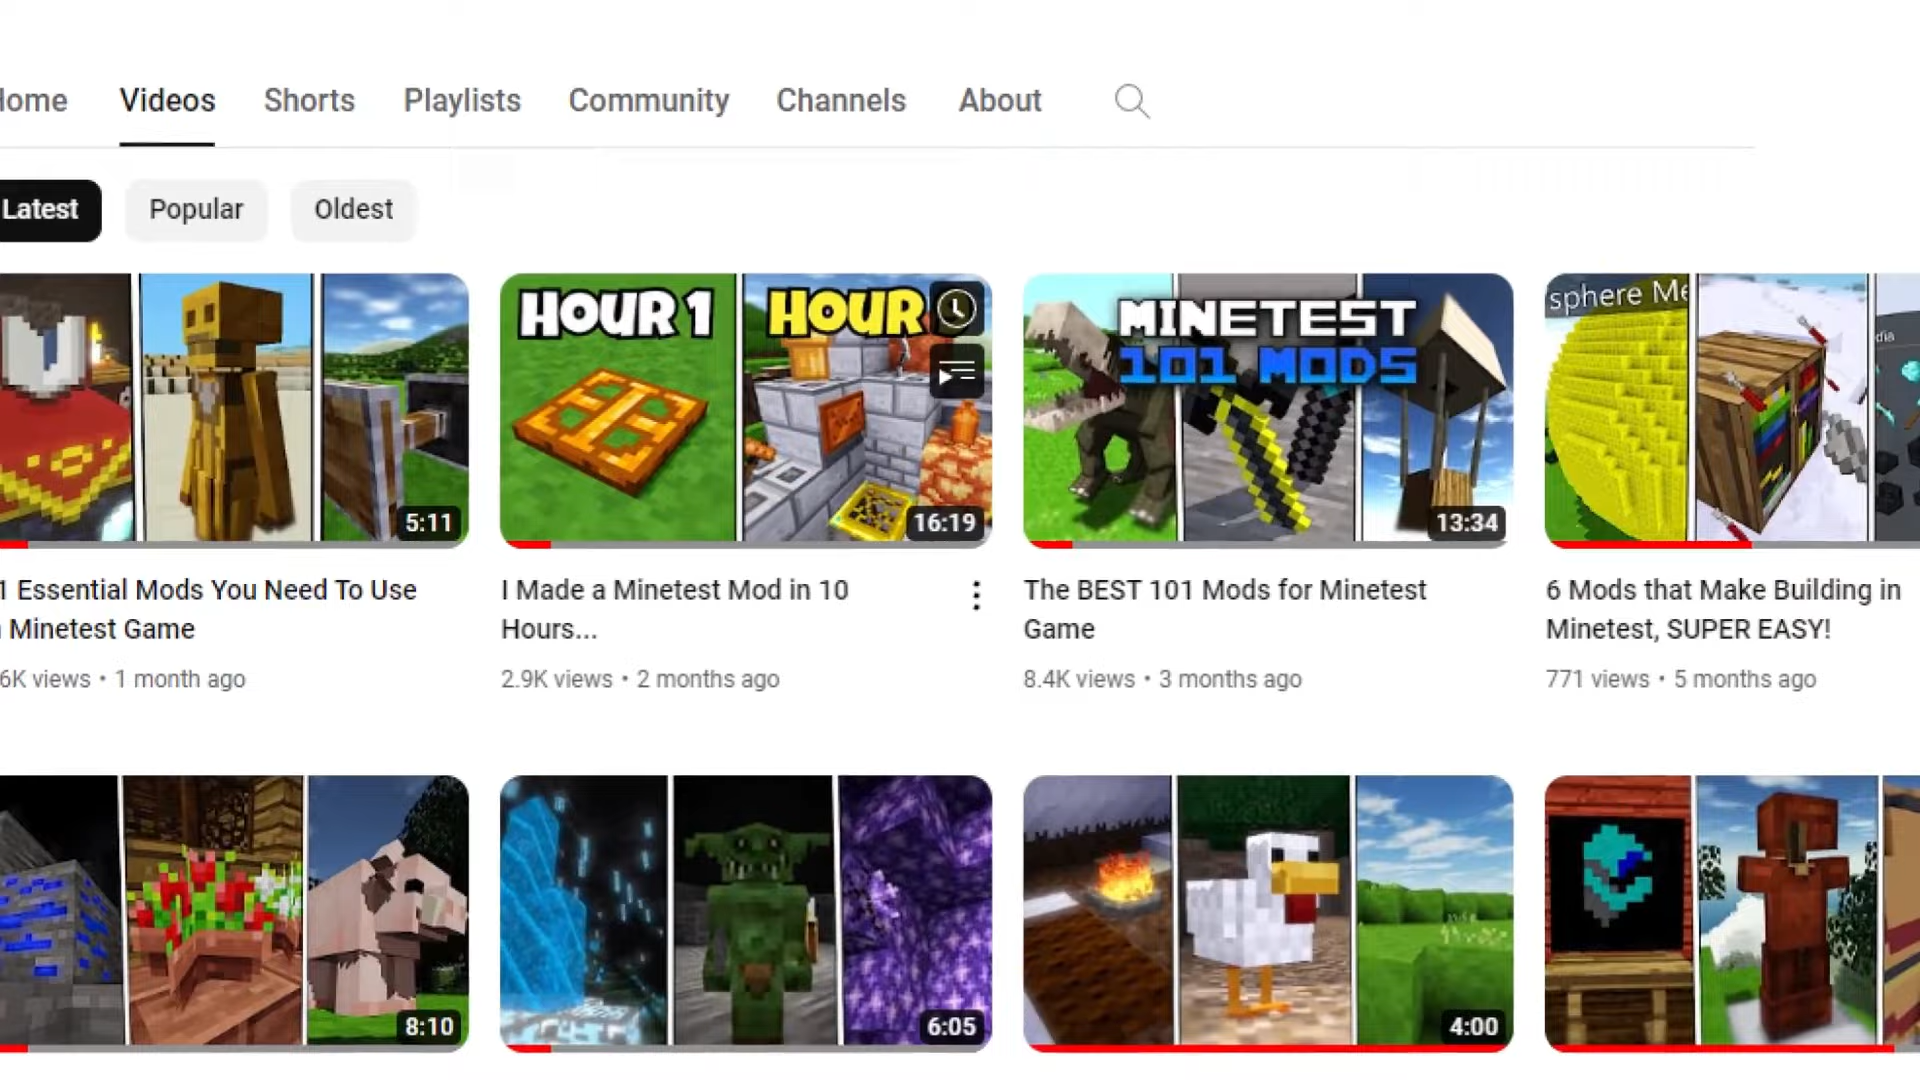 Home Videos Shorts Playlists Community Channels About
Latest Popular Oldest
HOUR 1
HOUR
MINETEST
101 MODS
sphere Me
dia
5:11
16:19
13:34
1 Essential Mods You Need To Use
Minetest Game
6K views • 1 month ago
I Made a Minetest Mod in 10
Hours...
2.9K views • 2 months ago
The BEST 101 Mods for Minetest
Game
8.4K views • 3 months ago
6 Mods that Make Building in
Minetest, SUPER EASY!
771 views • 5 months ago
8:10
6:05
4:00